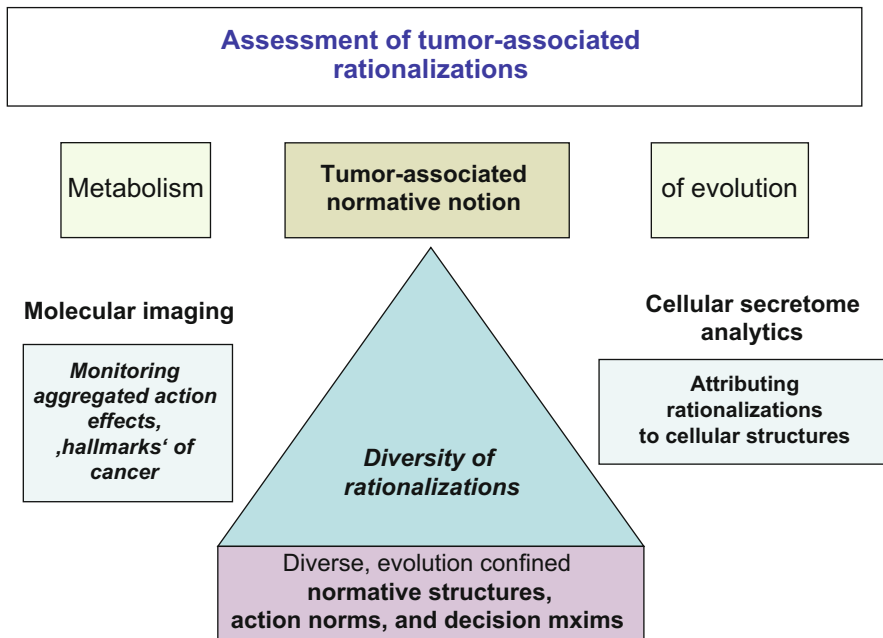 Assessment of tumor-associated
rationalizations
Metabolism
Tumor-associated
normative notion
of evolution
Molecular imaging
Monitoring
aggregated action
effects,
‚hallmarks‘ of
cancer
Cellular secretome
analytics
Attributing
rationalizations
to cellular structures
Diversity of
rationalizations
Diverse, evolution confined
normative structures,
action norms, and decision mxims